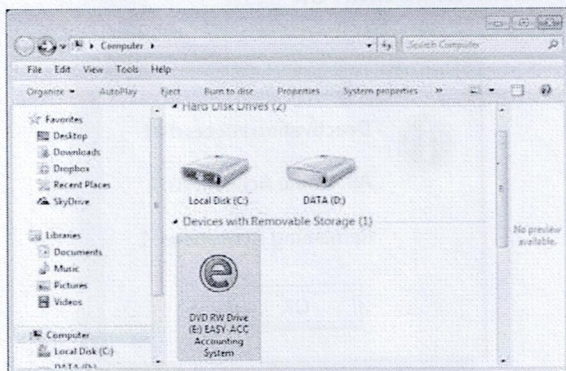 Computer
Search Computer
File Edit View Tools Help
Organize AutoPlay Eject Burn to disc Properties System properties »
Favorites
Desktop
Downloads
Dropbox
Recent Places
SkyDrive
Libraries
Documents
Music
Pictures
Videos
Computer
Local Disk (C:)
DATA (D:)
Hard Disk Drives (2)
Local Disk (C:)
DATA (D:)
Devices with Removable Storage (1)
DVD RW Drive
(E:) EASY-ACC
Accounting
System
No preview
available.